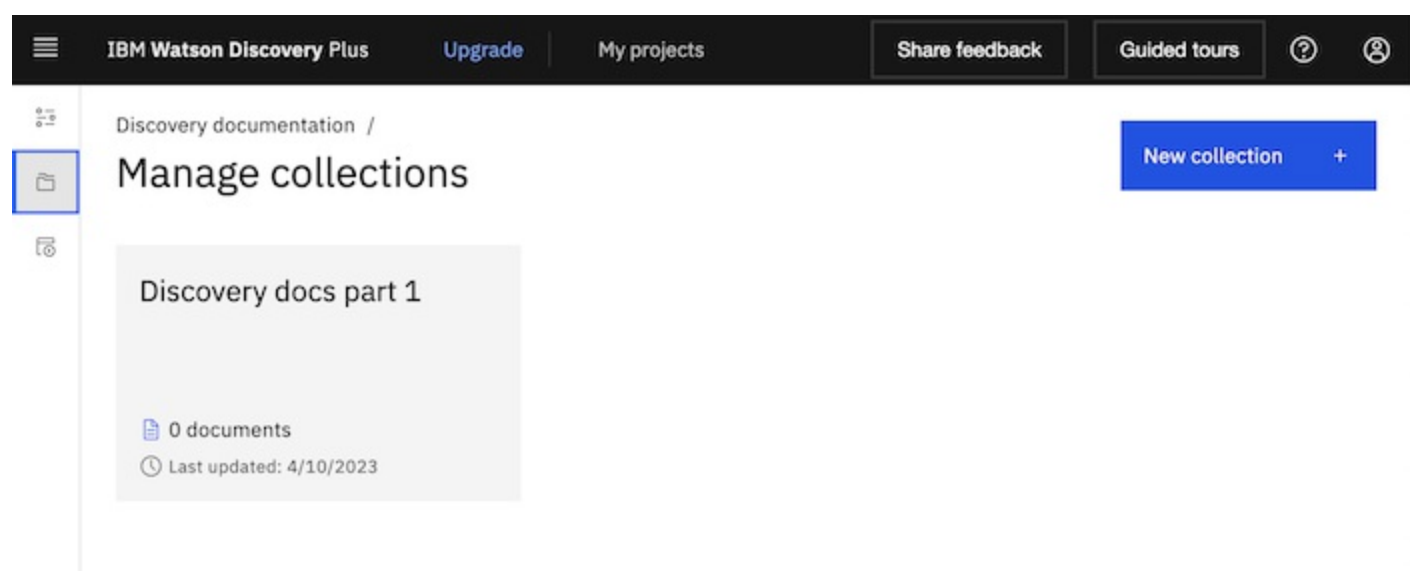 IBM Watson Discovery Plus Upgrade My projects Share feedback Guided tours
Discovery documentation /
Manage collections
New collection +
Discovery docs part 1
0 documents
Last updated: 4/10/2023